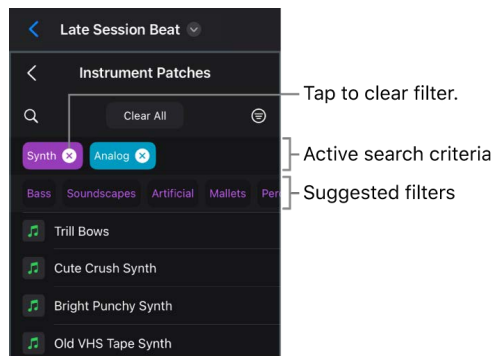 Late Session Beat
Instrument Patches
Tap to clear filter.
Clear All
Synth Analog
Active search criteria
Bass Soundscapes Artificial Mallets Per
Suggested filters
Trill Bows
Cute Crush Synth
Bright Punchy Synth
Old VHS Tape Synth